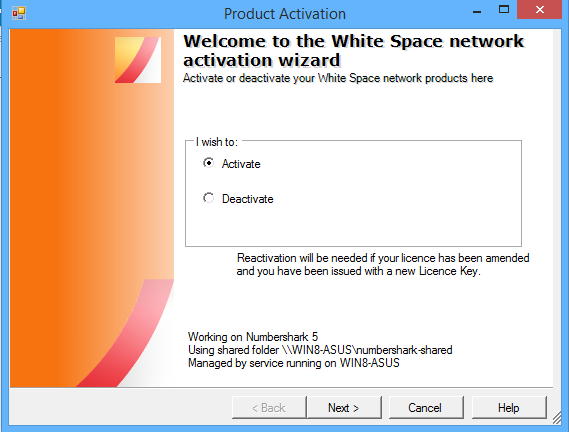 Product Activation
Welcome to the White Space network
activation wizard
Activate or deactivate your White Space network products here
I wish to:
Activate
Deactivate
Reactivation will be needed if your licence has been amended
and you have been issued with a new Licence Key.
Working on Numbershark 5
Using shared folder \\WIN8-ASUS\numbershark-shared
Managed by service running on WIN8-ASUS
< Back
Next >
Cancel
Help